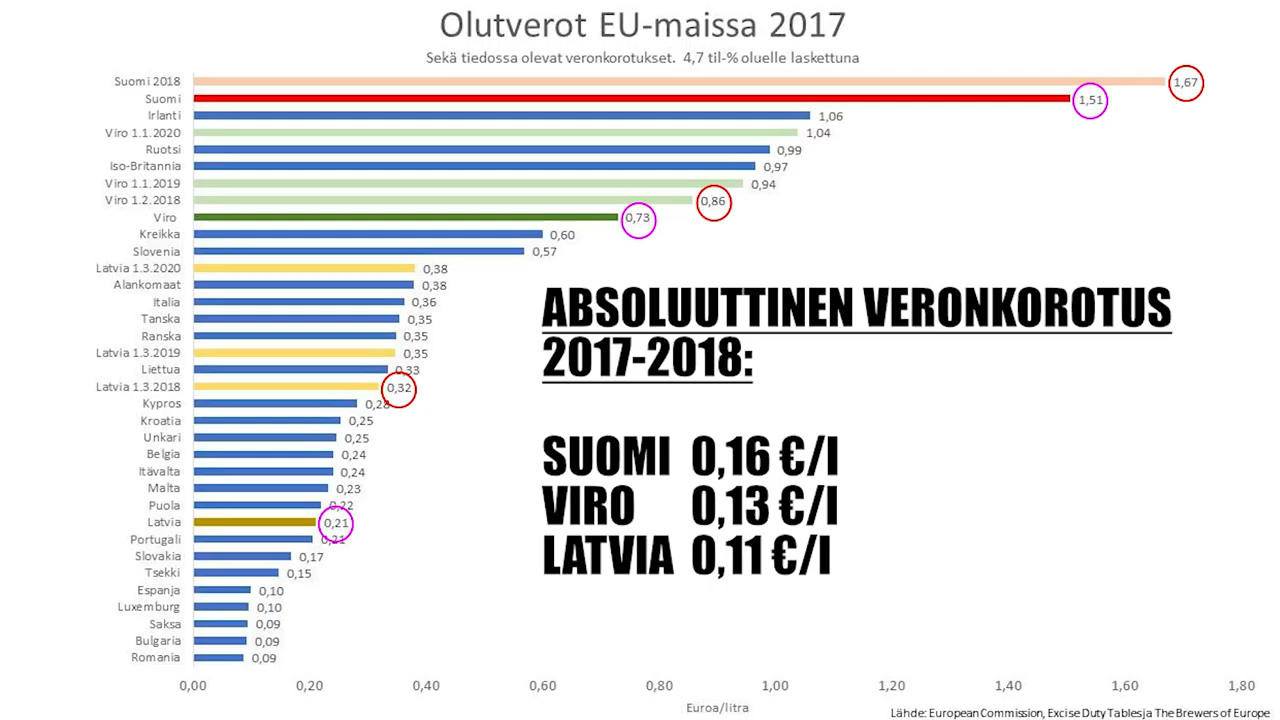 Olutverot EU-maissa 2017
Sekä tiedossa olevat veronkorotukset. 4,7 til-% oluelle laskettuna
Suomi 2018 1,67
Suomi 1,51
Irlanti 1,06
Viro 1.1.2020 1,04
Ruotsi 0,99
Iso-Britannia 0,97
Viro 1.1.2019 0,94
Viro 1.2.2018 0,86
Viro 0,73
Kreikka 0,60
Slovenia 0,57
Latvia 1.3.2020 0,38
Alankomaat 0,38
Italia 0,36
Tanska 0,35
Ranska 0,35
Latvia 1.3.2019 0,35
Liettua 0,33
Latvia 1.3.2018 0,32
Kypros 0,28
Kroatia 0,25
Unkari 0,25
Belgia 0,24
Itävalta 0,24
Malta 0,23
Puola 0,22
Latvia 0,21
Portugali 0,21
Slovakia 0,17
Tsekki 0,15
Espanja 0,10
Luxemburg 0,10
Saksa 0,09
Bulgaria 0,09
Romania 0,09
ABSOLUUTTINEN VERONKOROTUS
2017-2018:
SUOMI 0,16 €/l
VIRO 0,13 €/l
LATVIA 0,11 €/l
0,00 0,20 0,40 0,60 0,80 1,00 1,20 1,40 1,60 1,80
Euroa/litra
Lähde: European Commission, Excise Duty Tables ja The Brewers of Europe